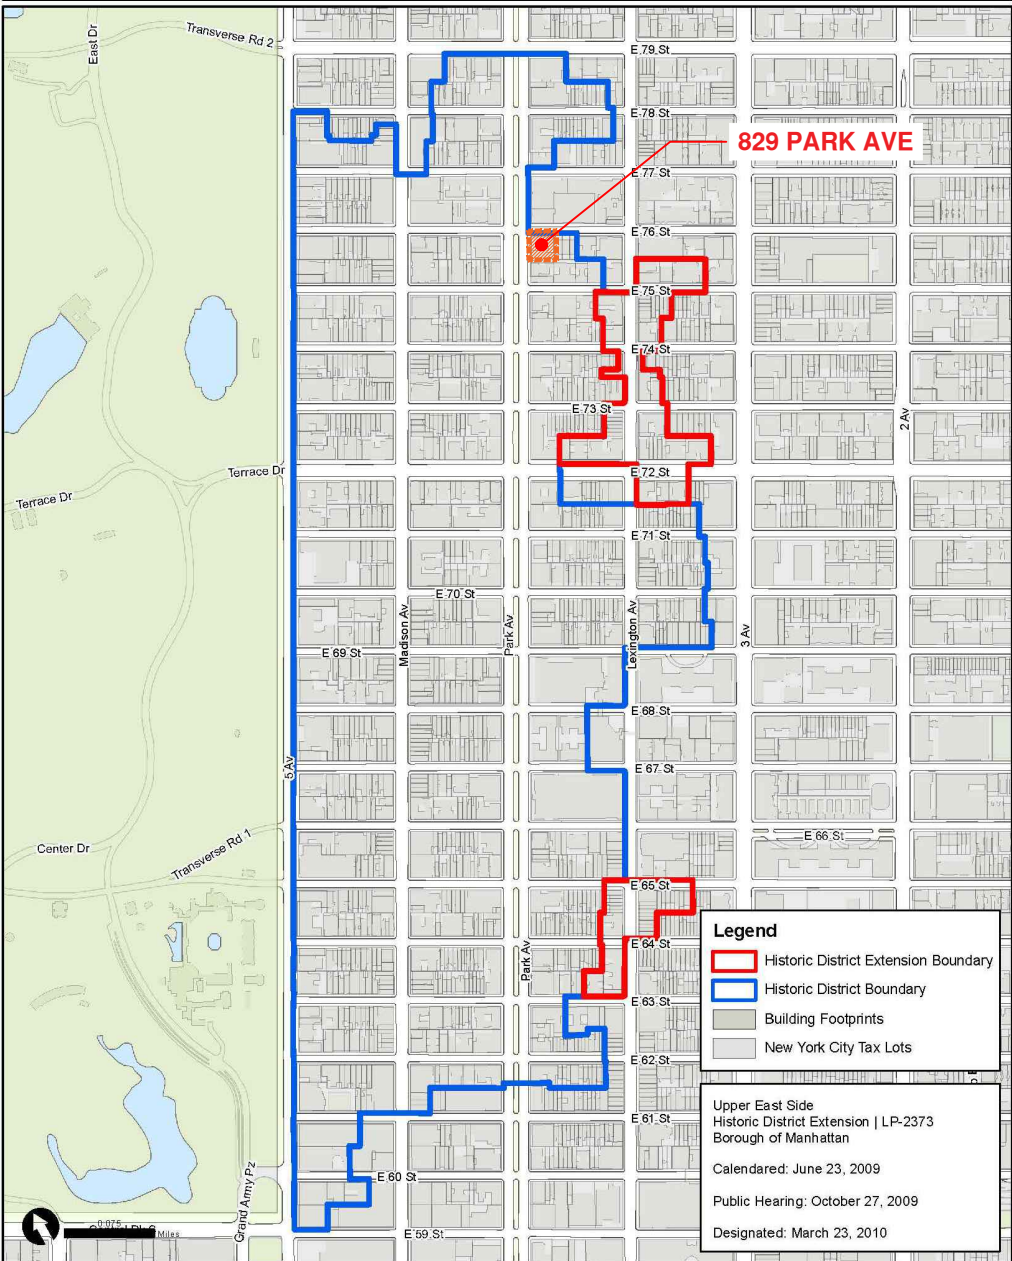 East Dr
Transverse Rd 2
E 79 St
E 78 St
829 PARK AVE
E 77 St
E 76 St
E 75 St
E 74 St
E 73 St
2 Av
Terrace Dr
E 72 St
Terrace Dr
E 71 St
E 70 St
Madison Av
Park Av
Lexington Av
3 Av
E 69 St
E 68 St
5 Av
E 67 St
Transverse Rd 1
E 66 St
Center Dr
E 65 St
Legend
Historic District Extension Boundary
Historic District Boundary
Building Footprints
New York City Tax Lots
E 64 St
Park Av
E 63 St
E 62 St
E 61 St
Upper East Side
Historic District Extension | LP-2373
Borough of Manhattan
Calendared: June 23, 2009
Public Hearing: October 27, 2009
Designated: March 23, 2010
E 60 St
Grand Army Pz
0.075
Miles
E 59 St